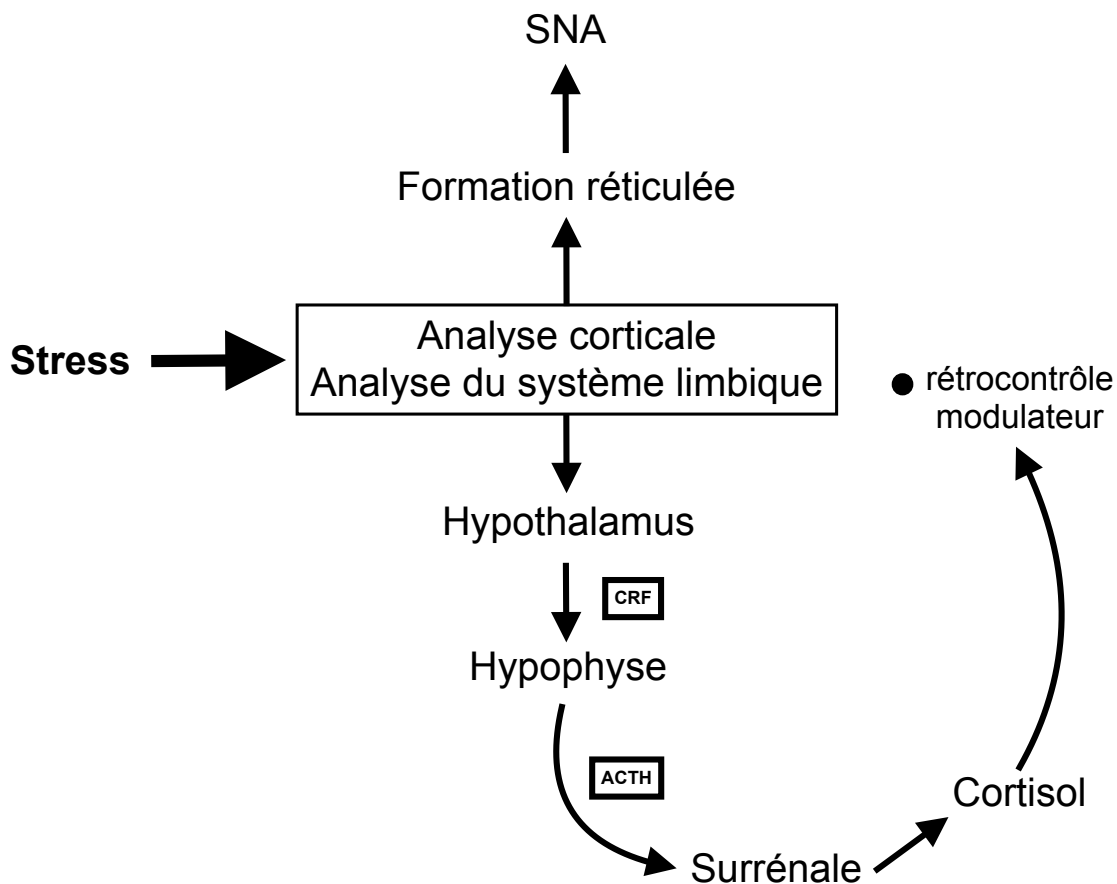 SNA
Formation réticulée
Stress
Analyse corticale
Analyse du système limbique
● rétrocontrôle
modulateur
Hypothalamus
CRF
Hypophyse
ACTH
Cortisol
Surrénale